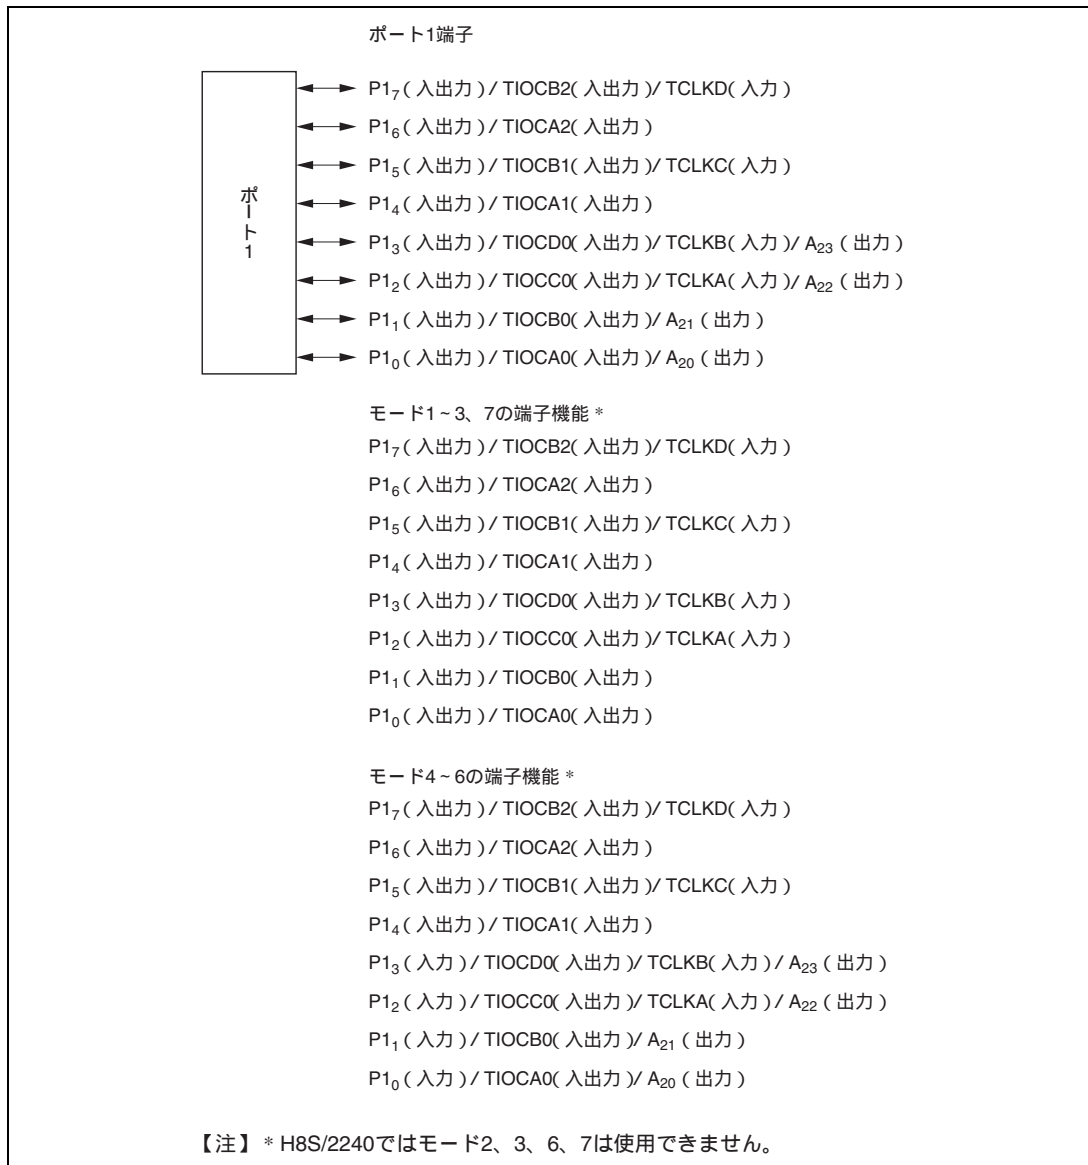 ポート1端子
P1₇(入出力)/TIOCB2(入出力)/TCLKD(入力)
P1₆(入出力)/TIOCA2(入出力)
P1₅(入出力)/TIOCB1(入出力)/TCLKC(入力)
P1₄(入出力)/TIOCA1(入出力)
P1₃(入出力)/TIOCD0(入出力)/TCLKB(入力)/A₂₃(出力)
P1₂(入出力)/TIOCC0(入出力)/TCLKA(入力)/A₂₂(出力)
P1₁(入出力)/TIOCB0(入出力)/A₂₁(出力)
P1₀(入出力)/TIOCA0(入出力)/A₂₀(出力)
ポート1
モード1~3、7の端子機能*
P1₇(入出力)/TIOCB2(入出力)/TCLKD(入力)
P1₆(入出力)/TIOCA2(入出力)
P1₅(入出力)/TIOCB1(入出力)/TCLKC(入力)
P1₄(入出力)/TIOCA1(入出力)
P1₃(入出力)/TIOCD0(入出力)/TCLKB(入力)
P1₂(入出力)/TIOCC0(入出力)/TCLKA(入力)
P1₁(入出力)/TIOCB0(入出力)
P1₀(入出力)/TIOCA0(入出力)
モード4~6の端子機能*
P1₇(入出力)/TIOCB2(入出力)/TCLKD(入力)
P1₆(入出力)/TIOCA2(入出力)
P1₅(入出力)/TIOCB1(入出力)/TCLKC(入力)
P1₄(入出力)/TIOCA1(入出力)
P1₃(入力)/TIOCD0(入出力)/TCLKB(入力)/A₂₃(出力)
P1₂(入力)/TIOCC0(入出力)/TCLKA(入力)/A₂₂(出力)
P1₁(入力)/TIOCB0(入出力)/A₂₁(出力)
P1₀(入力)/TIOCA0(入出力)/A₂₀(出力)
【注】* H8S/2240ではモード2、3、6、7は使用できません。